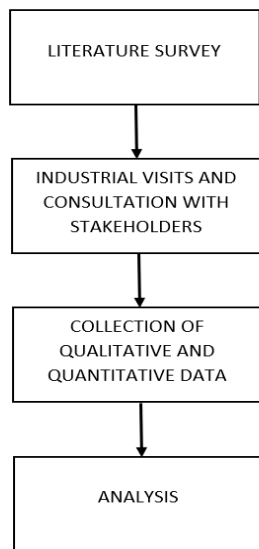 LITERATURE SURVEY
INDUSTRIAL VISITS AND
CONSULTATION WITH
STAKEHOLDERS
COLLECTION OF
QUALITATIVE AND
QUANTITATIVE DATA
ANALYSIS